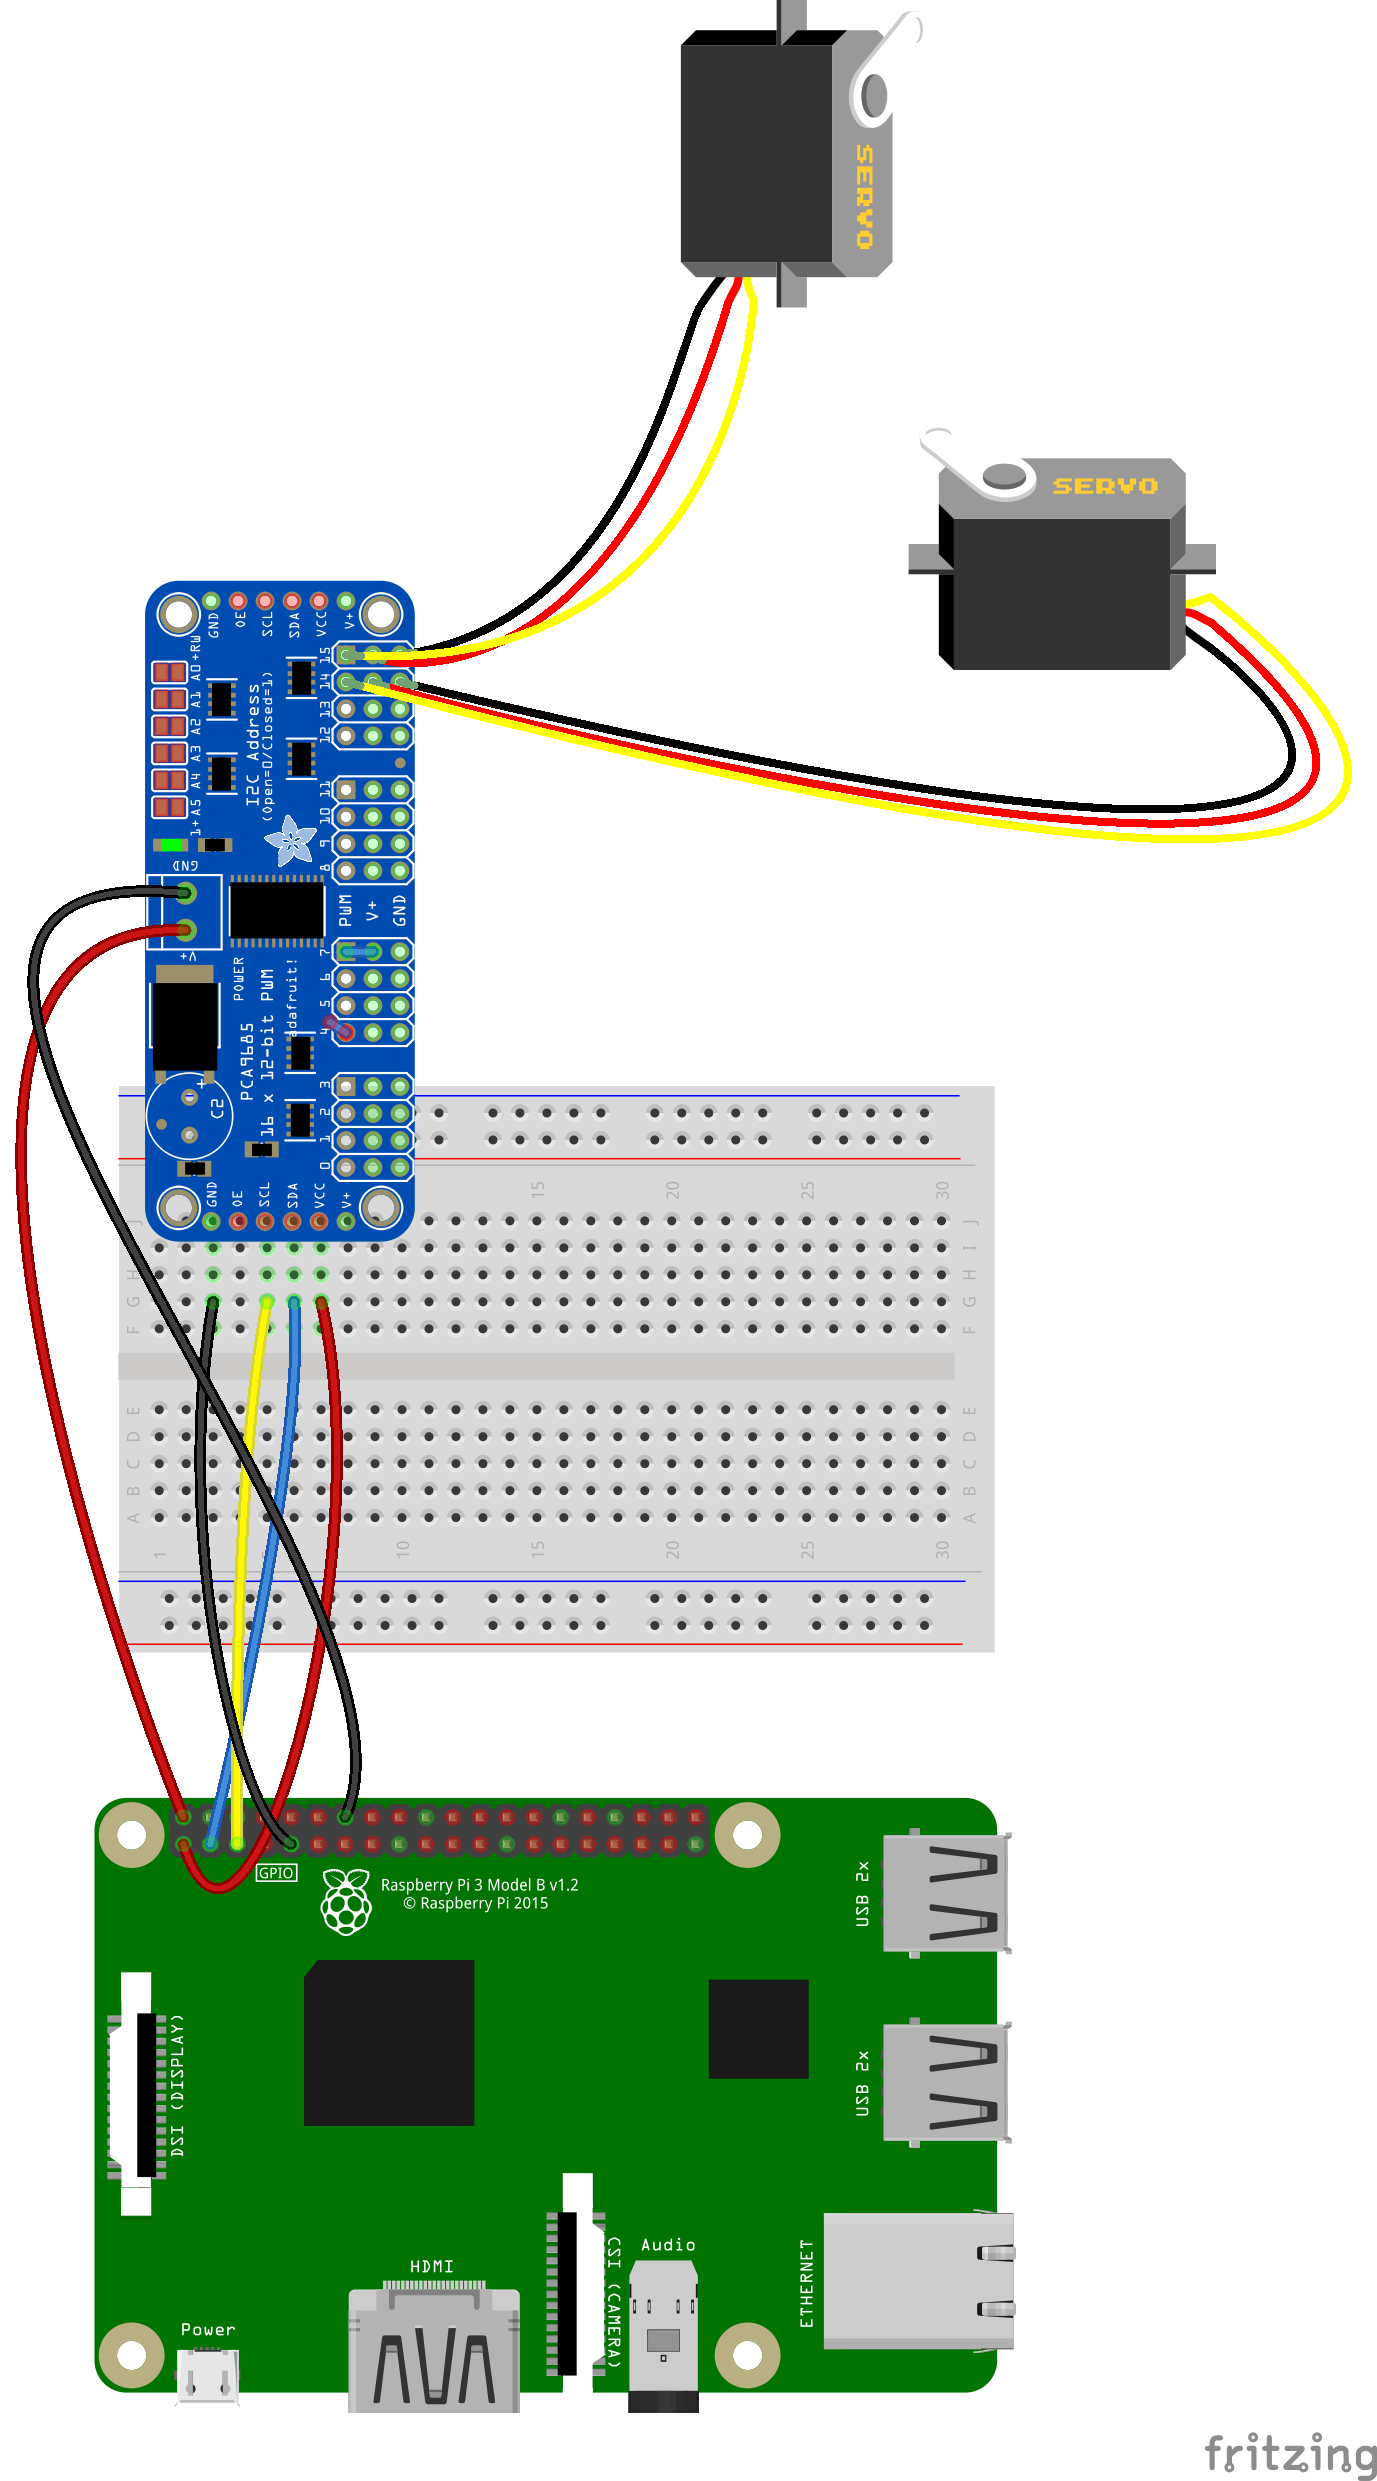 SERVO
SERVO
GND
OE
SCL
SDA
VCC
V+
A0 +RW
A1
A2
A3
A4
1+A5
I2C Address
(Open=0/Closed=1)
15
14
13
12
11
10
9
8
GND
V+
PWM
V+
GND
POWER
adafruit!
PCA9685
16 x 12-bit PWM
C2
+
7
6
5
4
3
2
1
0
GND
OE
SCL
SDA
VCC
V+
15
20
25
30
J
I
H
G
F
E
D
C
B
A
J
I
H
G
F
E
D
C
B
A
1
10
15
20
25
30
GPIO
Raspberry Pi 3 Model B v1.2
© Raspberry Pi 2015
USB 2x
USB 2x
DSI (DISPLAY)
CSI (CAMERA)
Audio
ETHERNET
HDMI
Power
fritzing